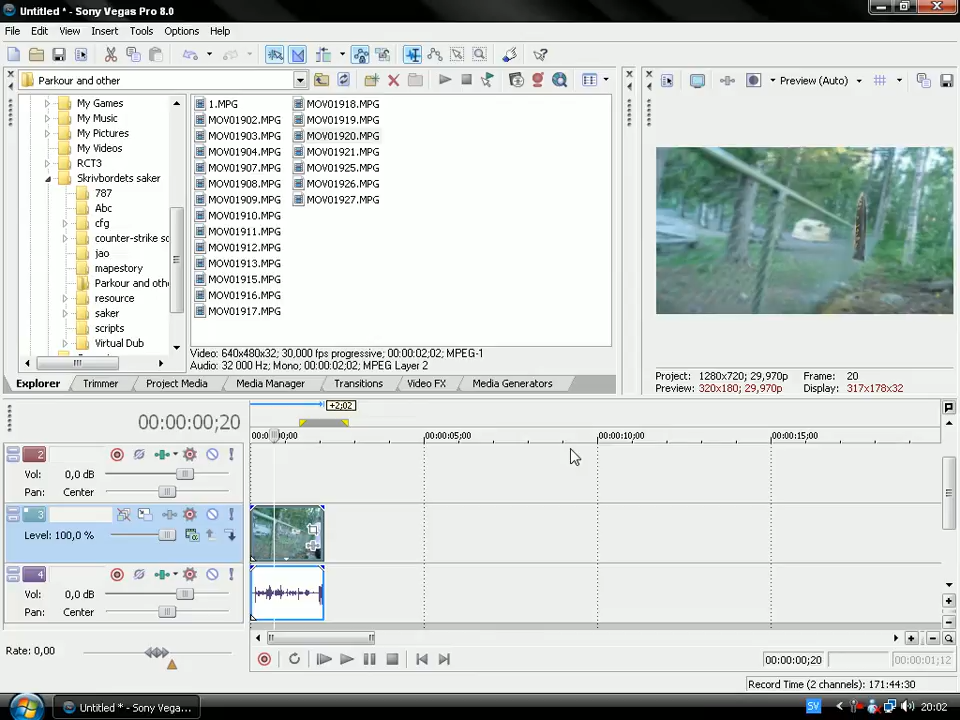 Untitled * - Sony Vegas Pro 8.0
File Edit View Insert Tools Options Help
Parkour and other
Preview (Auto)
My Games
My Music
My Pictures
My Videos
RCT3
Skrivbordets saker
787
Abc
cfg
counter-strike sc
jao
mapestory
Parkour and othe
resource
saker
scripts
Virtual Dub
1.MPG
MOV01902.MPG
MOV01903.MPG
MOV01904.MPG
MOV01907.MPG
MOV01908.MPG
MOV01909.MPG
MOV01910.MPG
MOV01911.MPG
MOV01912.MPG
MOV01913.MPG
MOV01915.MPG
MOV01916.MPG
MOV01917.MPG
MOV01918.MPG
MOV01919.MPG
MOV01920.MPG
MOV01921.MPG
MOV01925.MPG
MOV01926.MPG
MOV01927.MPG
Video: 640x480x32; 30,000 fps progressive; 00:00:02;02; MPEG-1
Audio: 32 000 Hz; Mono; 00:00:02;02; MPEG Layer 2
Explorer Trimmer Project Media Media Manager Transitions Video FX Media Generators
Project: 1280x720; 29,970p Frame: 20
Preview: 320x180; 29,970p Display: 317x178x32
00:00:00;20
+2;02
00:00:05;00 00:00:10;00 00:00:15;00
2
Vol: 0,0 dB
Pan: Center
3
Level: 100,0 %
4
Vol: 0,0 dB
Pan: Center
Rate: 0,00
00:00:00;20 00:00:01;12
Record Time (2 channels): 171:44:30
Untitled * - Sony Vega...
SV
20:02